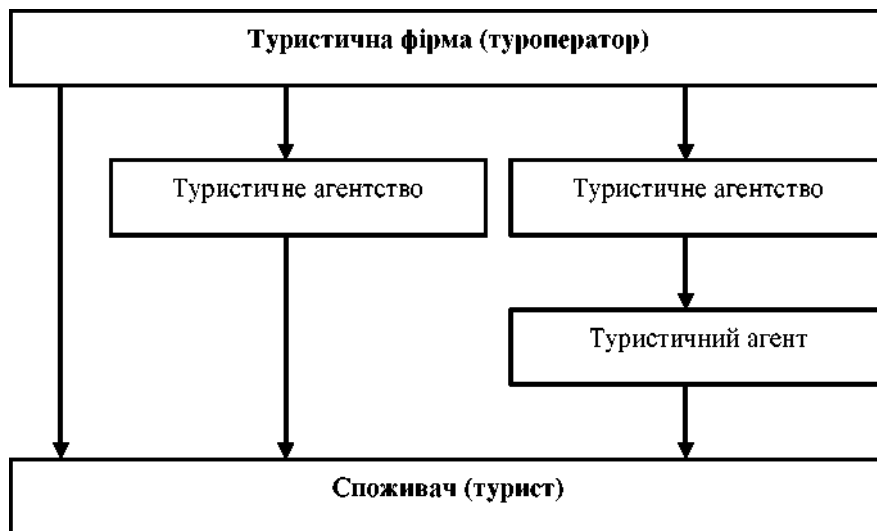 Туристична фірма (туроператор)
Туристичне агентство
Туристичне агентство
Туристичний агент
Споживач (турист)